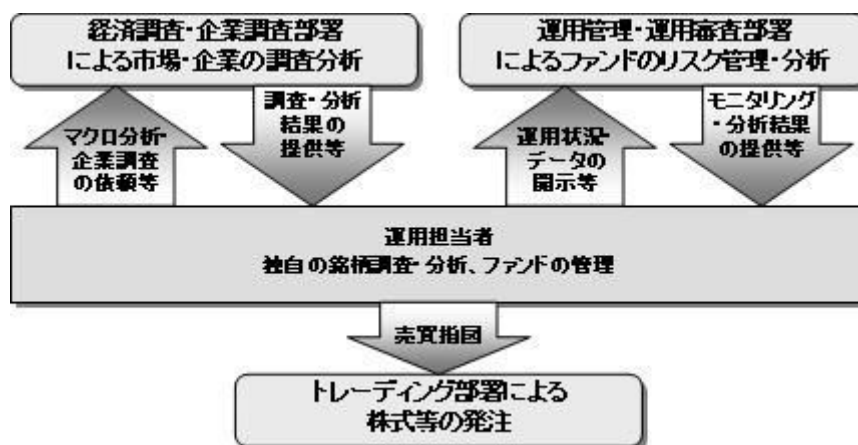 経済調査・企業調査部署
による市場・企業の調査分析
運用管理・運用審査部署
によるファンドのリスク管理・分析
マクロ分析・
企業調査
の依頼等
調査・分析
結果の
提供等
運用状況・
データの
開示等
モニタリング
・分析結果
の提供等
運用担当者
独自の銘柄調査・分析、ファンドの管理
売買指図
トレーディング部署による
株式等の発注